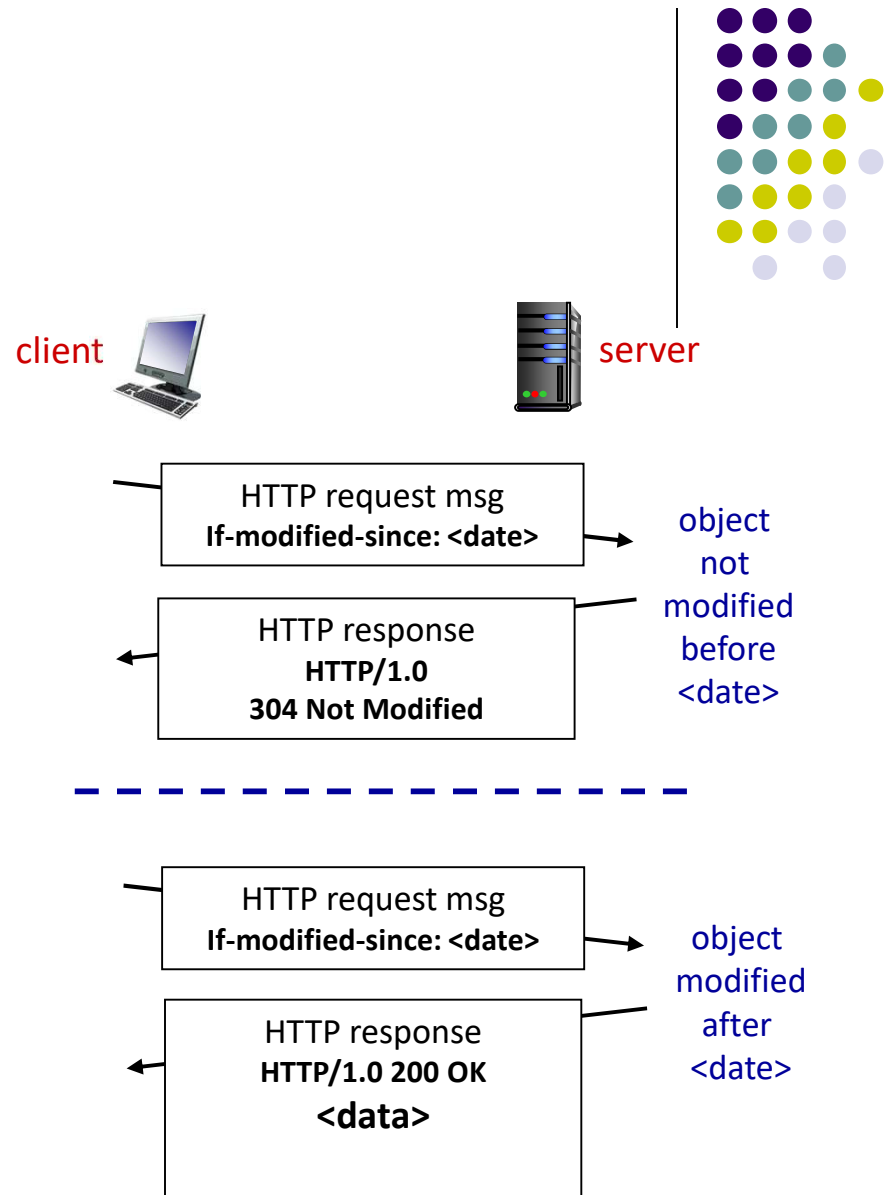 client
server
HTTP request msg
If-modified-since: <date>
object
not
modified
before
<date>
HTTP response
HTTP/1.0
304 Not Modified
HTTP request msg
If-modified-since: <date>
object
modified
after
<date>
HTTP response
HTTP/1.0 200 OK
<data>